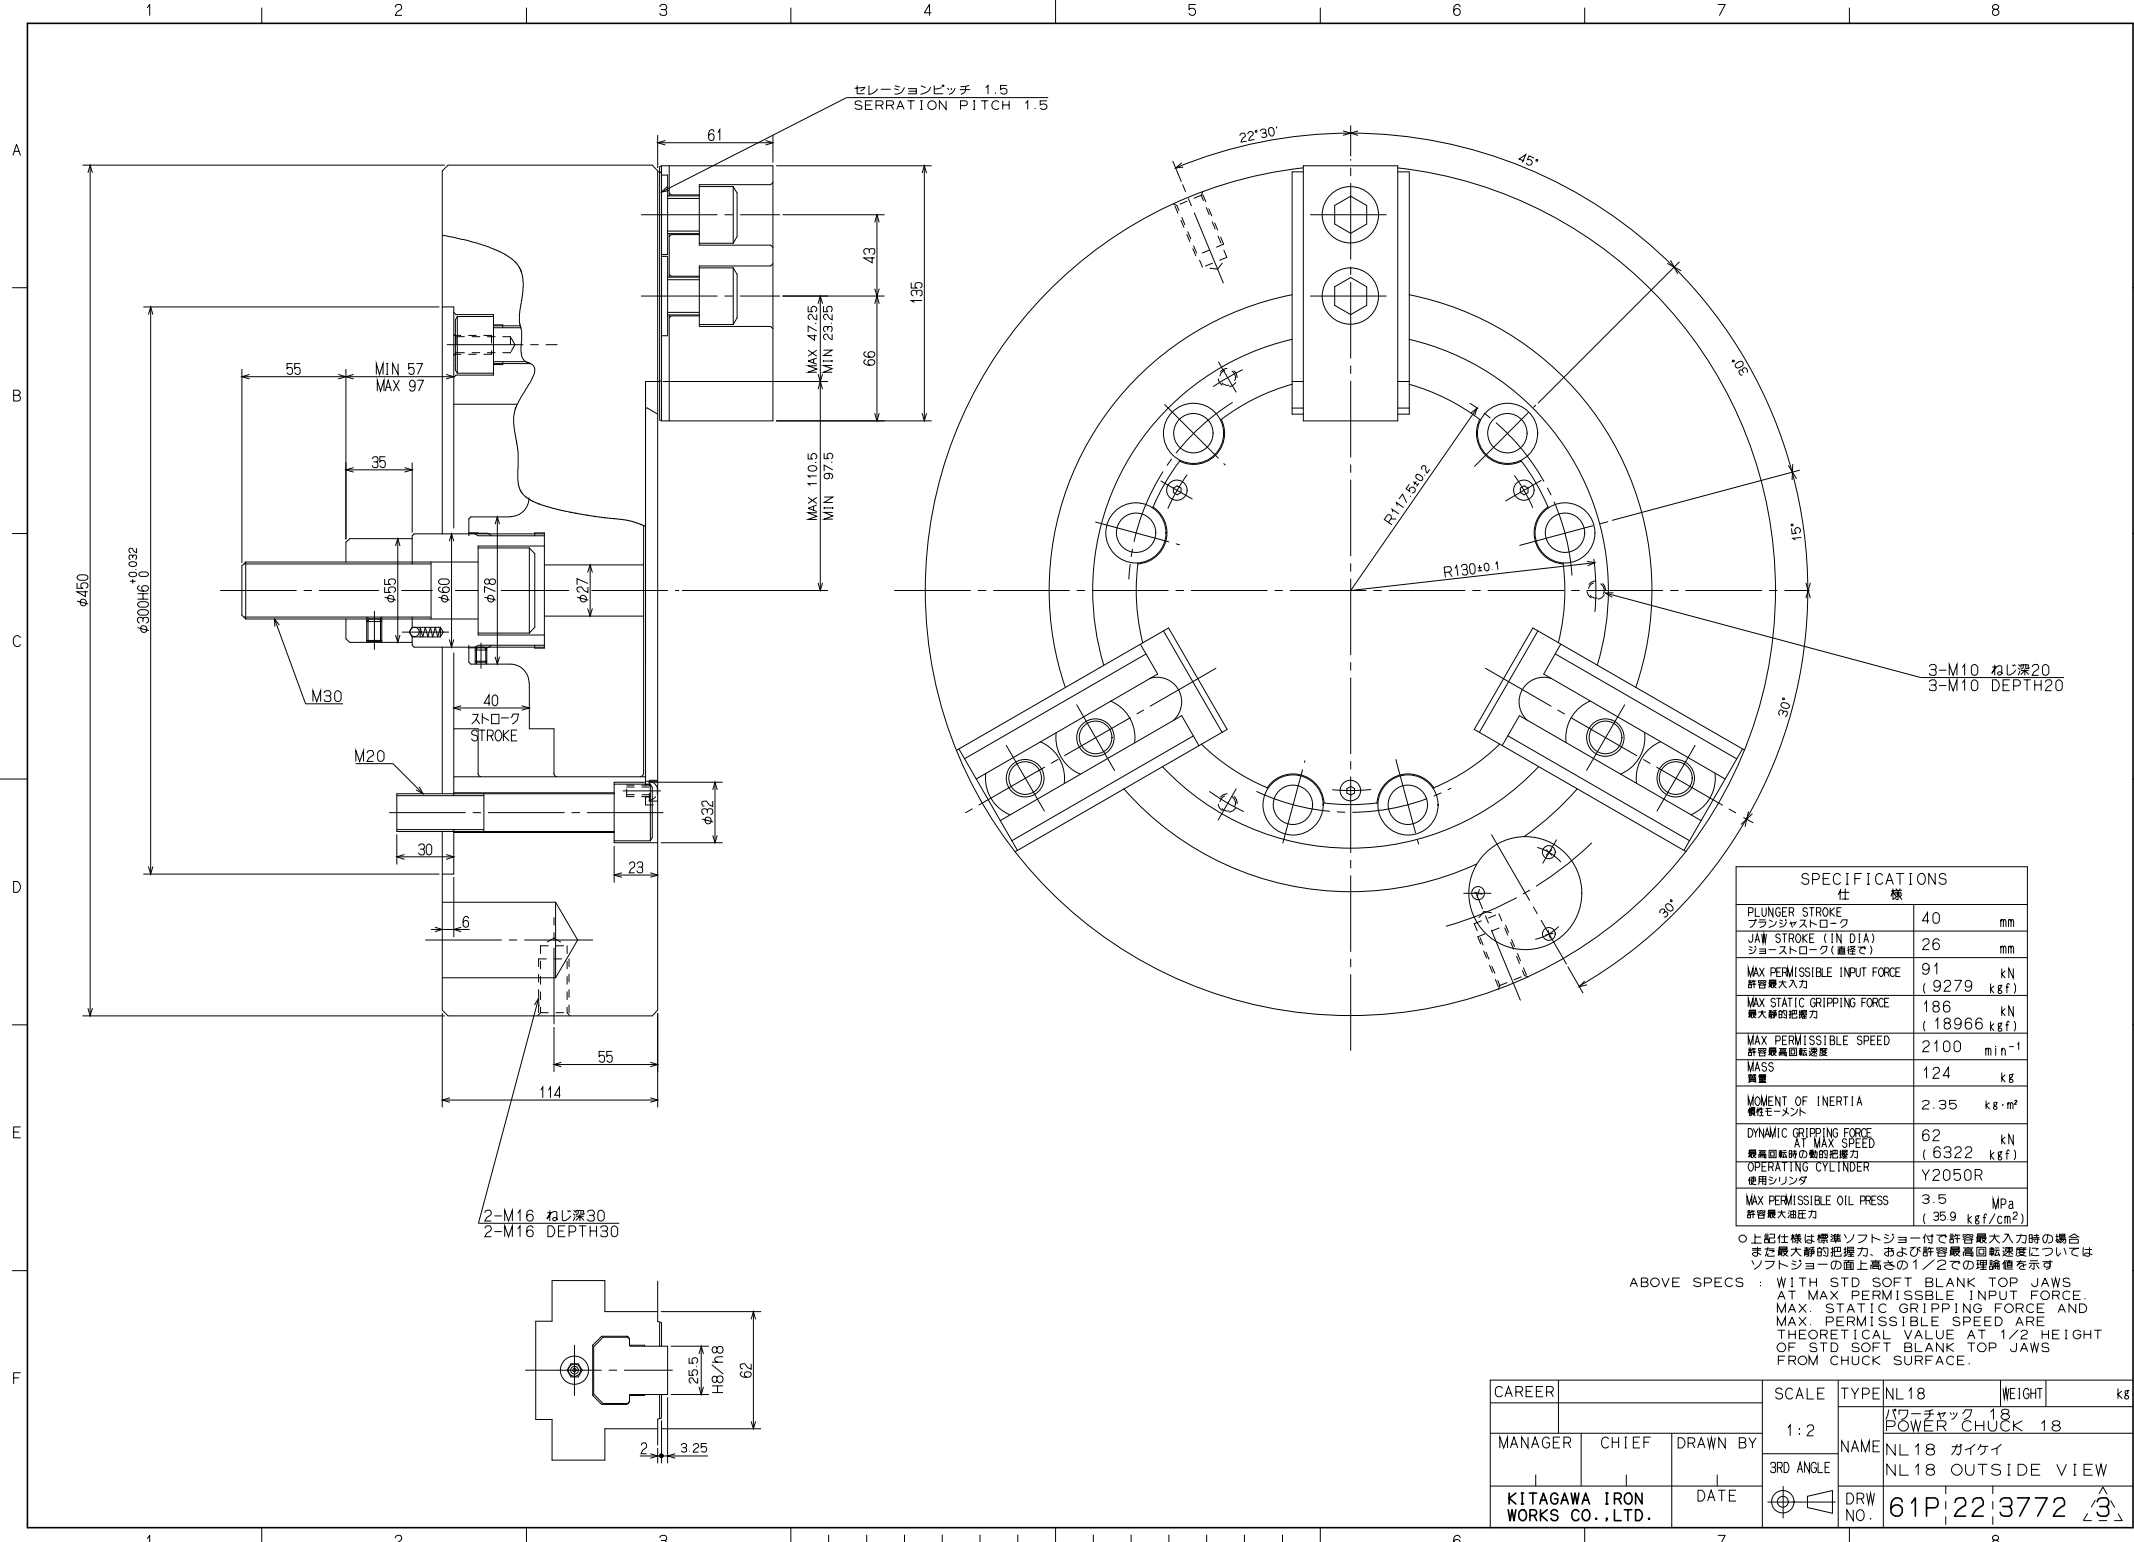 1 2 3 4 5 6 7 8
A
B
C
D
E
F
セレーションピッチ 1.5
SERRATION PITCH 1.5
61
43
135
66
MAX 47.25
MIN 23.25
MAX 110.5
MIN 97.5
55
MIN 57
MAX 97
35
φ450
φ300H6 +0.032 0
φ55
φ60
φ78
φ27
M30
40
ストローク
STROKE
M20
30
φ32
23
6
55
114
2-M16 ねじ深30
2-M16 DEPTH30
25.5
H8/h8
62
2
3.25
22°30′
45°
30°
15°
30°
30°
R117.5±0.2
R130±0.1
3-M10 ねじ深20
3-M10 DEPTH20
SPECIFICATIONS
仕 様
PLUNGER STROKE 40 mm
プランジャストローク
JAW STROKE (IN DIA) 26 mm
ジョーストローク(直径で)
MAX PERMISSIBLE INPUT FORCE 91 kN
許容最大入力 ( 9279 kgf)
MAX STATIC GRIPPING FORCE 186 kN
最大静的把握力 ( 18966 kgf)
MAX PERMISSIBLE SPEED 2100 min⁻¹
許容最高回転速度
MASS 124 kg
質量
MOMENT OF INERTIA 2.35 kg·m²
慣性モーメント
DYNAMIC GRIPPING FORCE 62 kN
AT MAX SPEED
最高回転時の動的把握力 ( 6322 kgf)
OPERATING CYLINDER Y2050R
使用シリンダ
MAX PERMISSIBLE OIL PRESS 3.5 MPa
許容最大油圧力 ( 35.9 kgf/cm²)
○上記仕様は標準ソフトジョー付で許容最大入力時の場合
また最大静的把握力、および許容最高回転速度については
ソフトジョーの面上高さの1/2での理論値を示す
ABOVE SPECS : WITH STD SOFT BLANK TOP JAWS
AT MAX PERMISSBLE INPUT FORCE.
MAX. STATIC GRIPPING FORCE AND
MAX. PERMISSIBLE SPEED ARE
THEORETICAL VALUE AT 1/2 HEIGHT
OF STD SOFT BLANK TOP JAWS
FROM CHUCK SURFACE.
CAREER
MANAGER CHIEF DRAWN BY
KITAGAWA IRON
WORKS CO.,LTD.
DATE
SCALE
1:2
3RD ANGLE
TYPE NL18 WEIGHT kg
NAME
パワーチャック 18
POWER CHUCK 18
NL18 ガイケイ
NL18 OUTSIDE VIEW
DRW NO. 61P 22 3772 3
1 2 3 6 7 8